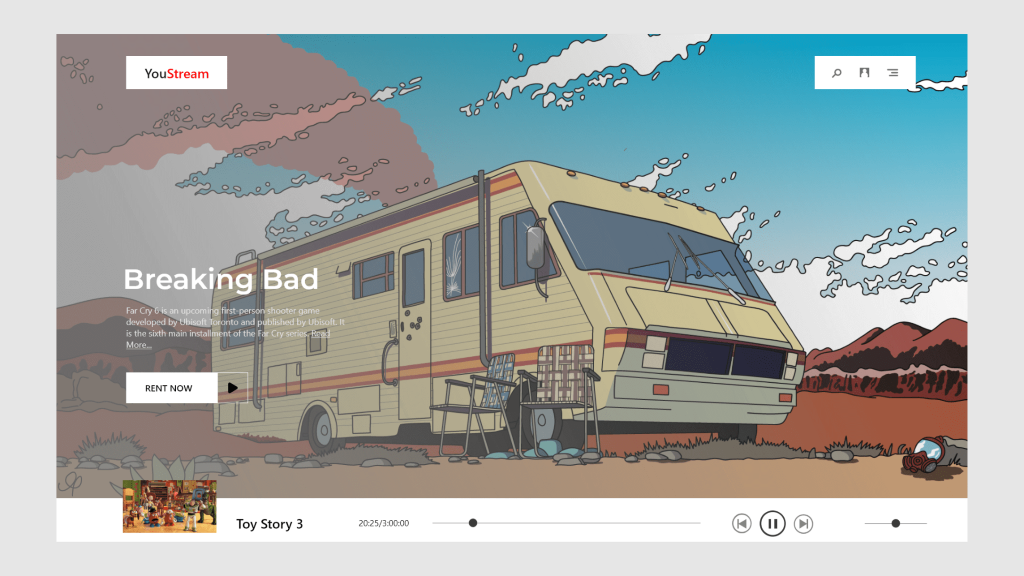 YouStream
Breaking Bad
Far Cry 6 is an upcoming first-person shooter game
developed by Ubisoft Toronto and published by Ubisoft. It
is the sixth main installment of the Far Cry series. Read
More...
RENT NOW
Toy Story 3
20:25/3:00:00